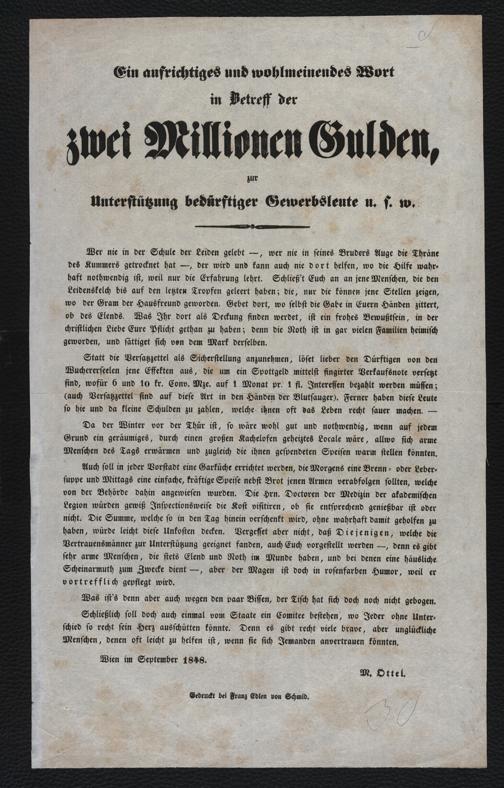 Ein aufrichtiges und wohlmeinendes Wort
in Betreff der
zwei Millionen Gulden,
zur
Unterstützung bedürftiger Gewerbsleute u. s. w.
Wer nie in der Schule der Leiden gelebt —, wer nie in seines Bruders Auge die Thräne
des Kummers getrocknet hat —, der wird und kann auch nie dort helfen, wo die Hilfe wahr-
haft nothwendig ist, weil nur die Erfahrung lehrt. Schließ't Euch an an jene Menschen, die den
Leidenskelch bis auf den letzten Tropfen geleert haben; die, nur die können jene Stellen zeigen,
wo der Gram der Hausfreund geworden. Gebet dort, wo selbst die Gabe in Euern Händen zittert,
ob des Elends. Was Ihr dort als Deckung finden werdet, ist ein frohes Bewußtsein, in der
christlichen Liebe Eure Pflicht gethan zu haben; denn die Noth ist in gar vielen Familien heimisch
geworden, und sättiget sich von dem Mark derselben.
Statt die Versatzettel als Sicherstellung anzunehmen, löset lieber den Dürftigen von den
Wucherersee­len jene Effekten aus, die um ein Spottgeld mittelst fingirter Verkaufsnote versetzt
sind, wofür 6 und 10 kr. Conv. Mze. auf 1 Monat pr. 1 fl. Interessen bezahlt werden müssen;
(auch Versatzettel sind auf diese Art in den Händen der Blutsauger). Ferner haben diese Leute
so hie und da kleine Schulden zu zahlen, welche ihnen oft das Leben recht sauer machen. —
Da der Winter vor der Thür ist, so wäre wohl gut und nothwendig, wenn auf jedem
Grund ein geräumiges, durch einen großen Kachelofen geheiztes Locale wäre, allwo sich arme
Menschen des Tags erwärmen und zugleich die ihnen gespendeten Speisen warm stellen könnten.
Auch soll in jeder Vorstadt eine Garküche errichtet werden, die Morgens eine Brenn- oder Leber-
suppe und Mittags eine einfache, kräftige Speise nebst Brot jenen Armen verabfolgen sollten, welche
von der Behörde dahin angewiesen wurden. Die Hrn. Doctoren der Medizin der akademischen
Legion würden gewiß Inspectionsweise die Kost visitiren, ob sie entsprechend genießbar ist oder
nicht. Die Summe, welche so in den Tag hinein verschenkt wird, ohne wahrhaft damit geholfen zu
haben, würde leicht diese Unkosten decken. Vergesset aber nicht, daß Diejenigen, welche die
Vertrauensmänner zur Unterstützung geeignet fanden, auch Euch vorgestellt werden —, denn es gibt
sehr arme Menschen, die stets Elend und Noth im Munde haben, und bei denen eine häusliche
Scheinarmuth zum Zwecke dient —, aber der Magen ist doch in rosenfarben Humor, weil er
vortrefflich gepflegt wird.
Was ist's denn aber auch wegen den paar Bissen, der Tisch hat sich doch noch nicht gebogen.
Schließlich soll doch auch einmal vom Staate ein Comitee bestehen, wo Jeder ohne Unter-
schied so recht sein Herz ausschütten könnte. Denn es gibt recht viele brave, aber unglückliche
Menschen, denen oft leicht zu helfen ist, wenn sie sich Jemanden anvertrauen könnten.
Wien im September 1848.
M. Ottel.
Gedruckt bei Franz Edlen von Schmid.